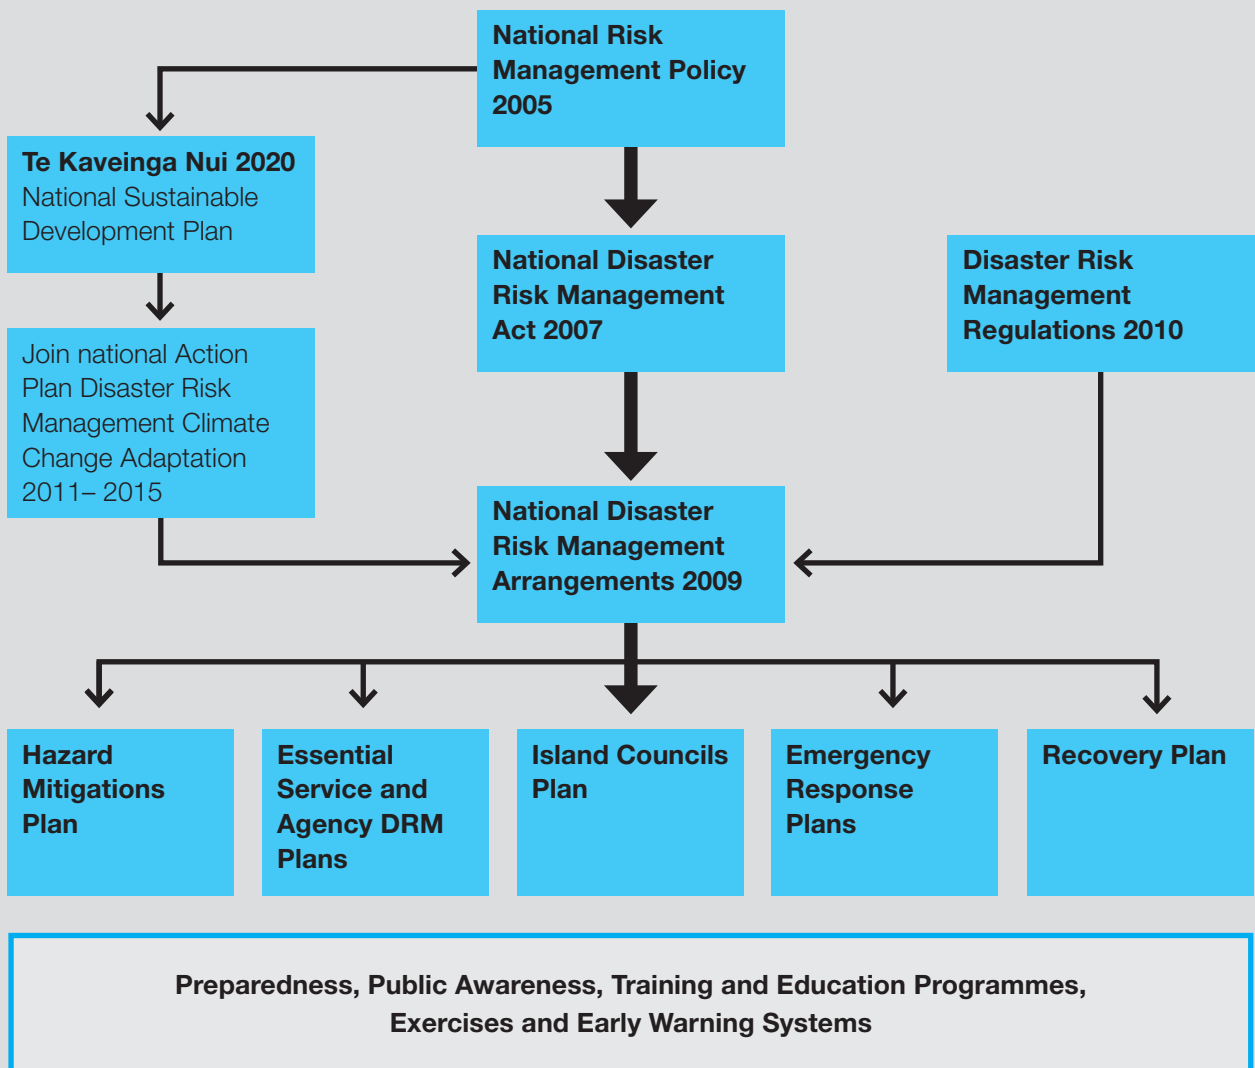 National Risk
Management Policy
2005
Te Kaveinga Nui 2020
National Sustainable
Development Plan
National Disaster
Risk Management
Act 2007
Disaster Risk
Management
Regulations 2010
Join national Action
Plan Disaster Risk
Management Climate
Change Adaptation
2011– 2015
National Disaster
Risk Management
Arrangements 2009
Hazard
Mitigations
Plan
Essential
Service and
Agency DRM
Plans
Island Councils
Plan
Emergency
Response
Plans
Recovery Plan
Preparedness, Public Awareness, Training and Education Programmes,
Exercises and Early Warning Systems